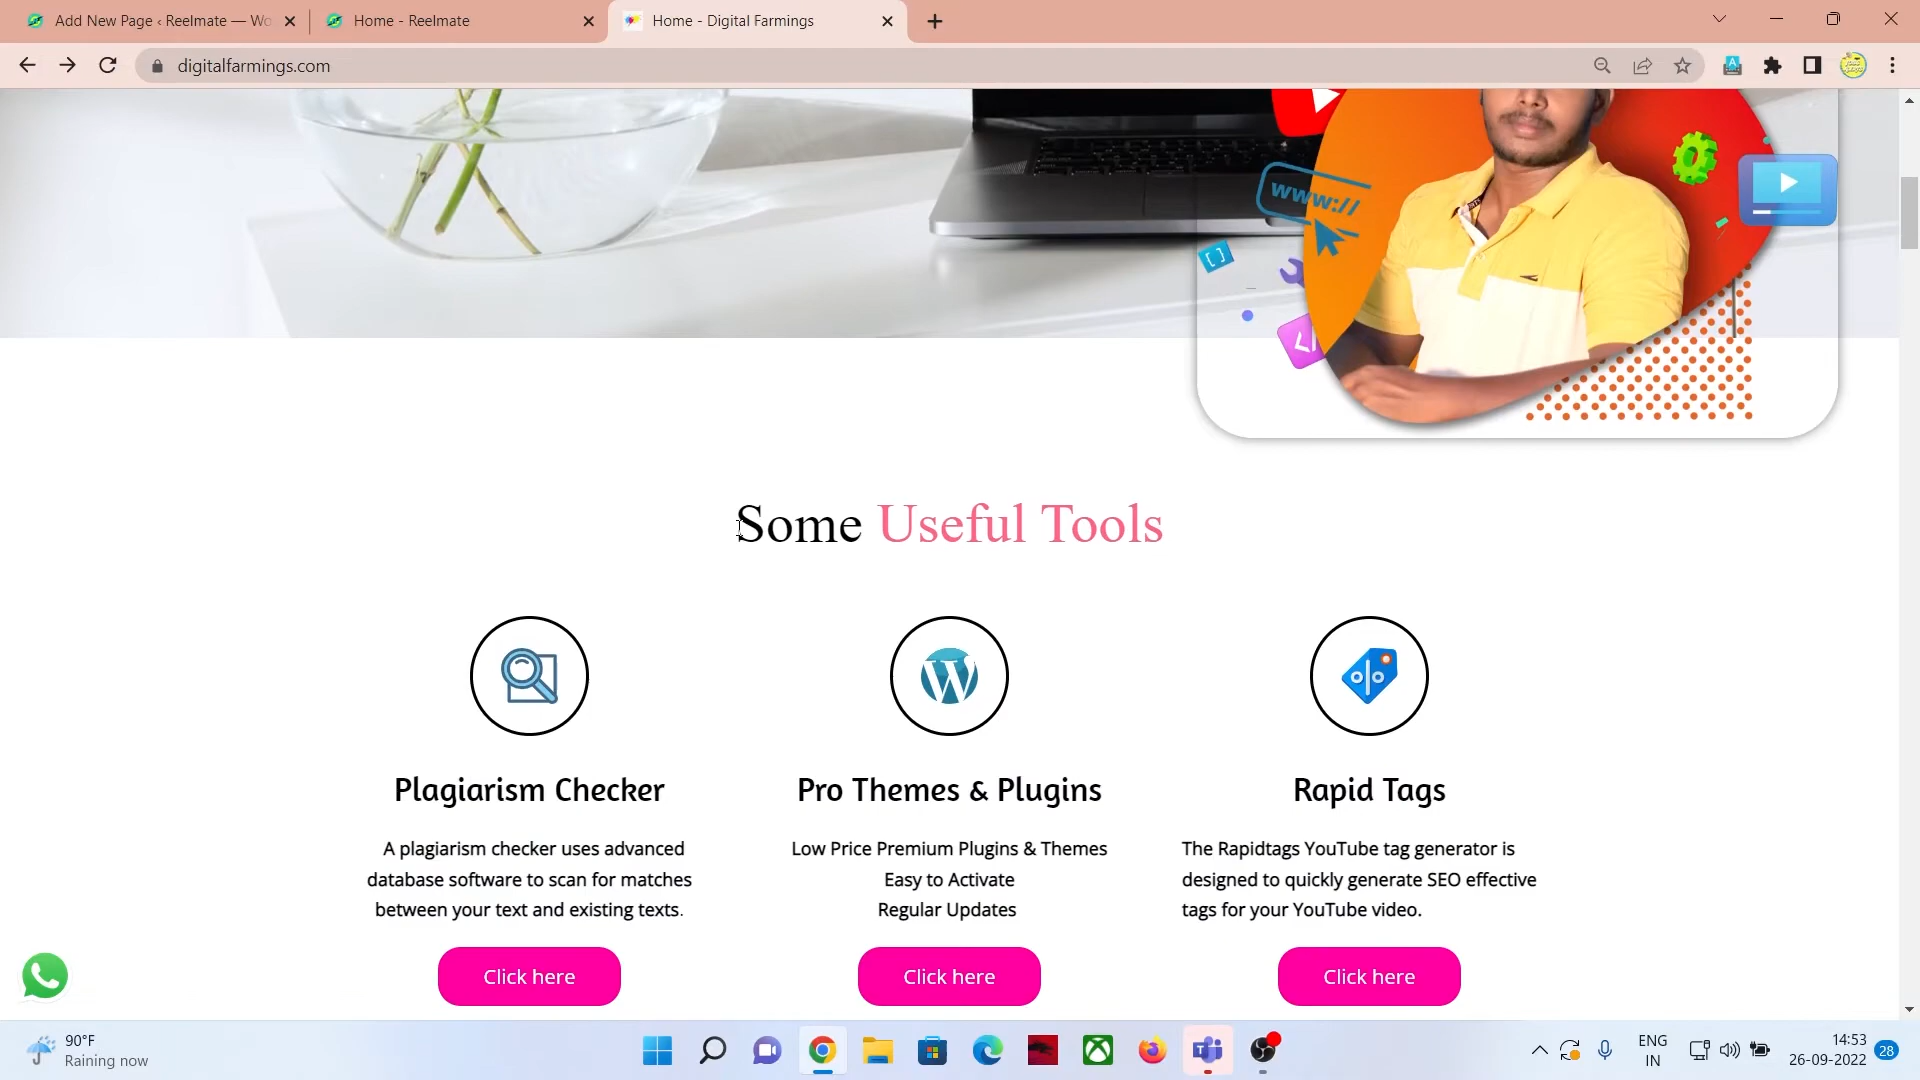 Add New Page ‹ Reelmate — Wo
Home - Reelmate
Home - Digital Farmings
digitalfarmings.com
www://
Some Useful Tools
Plagiarism Checker
A plagiarism checker uses advanced
database software to scan for matches
between your text and existing texts.
Click here
Pro Themes & Plugins
Low Price Premium Plugins & Themes
Easy to Activate
Regular Updates
Click here
Rapid Tags
The Rapidtags YouTube tag generator is
designed to quickly generate SEO effective
tags for your YouTube video.
Click here
90°F
Raining now
ENG
IN
14:53
26-09-2022
28